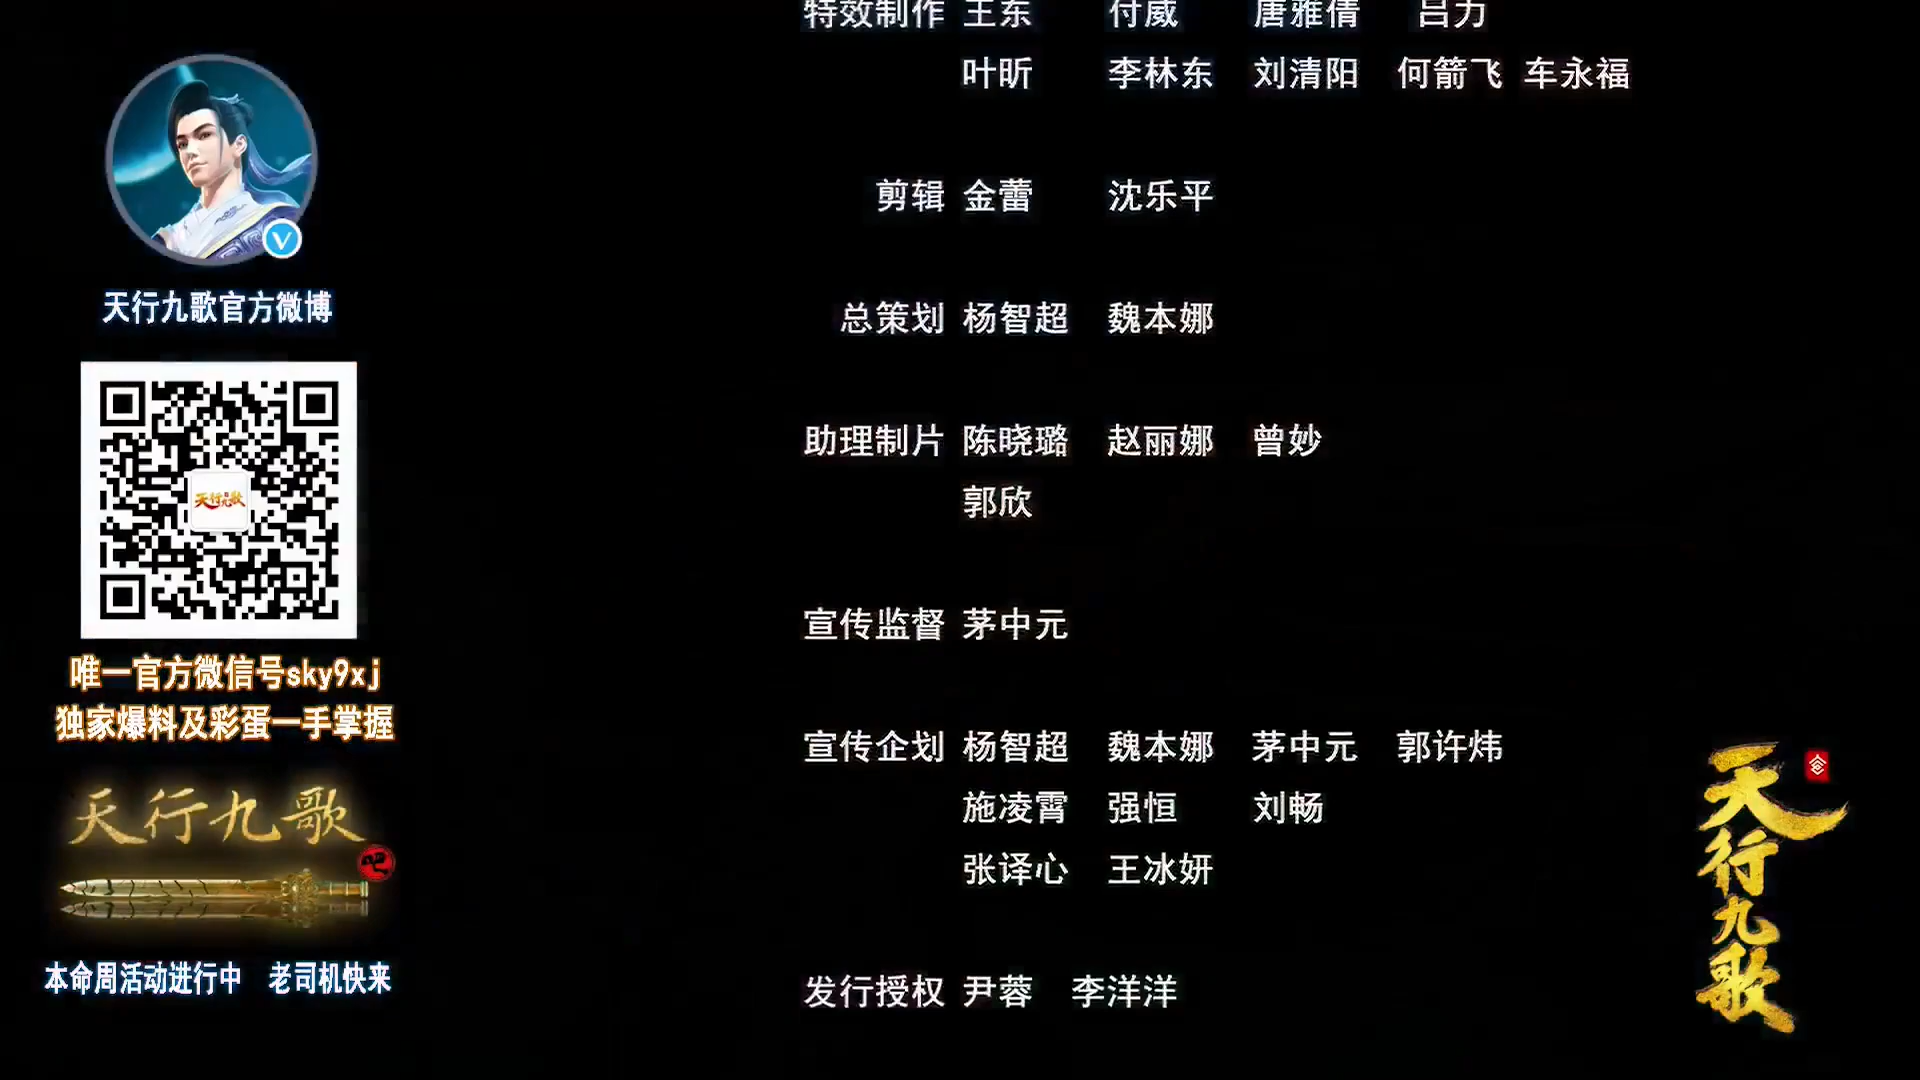 特效制作 王东 付威 唐雅倩 吕力
叶昕 李林东 刘清阳 何箭飞 车永福
剪辑 金蕾 沈乐平
总策划 杨智超 魏本娜
助理制片 陈晓璐 赵丽娜 曾妙
郭欣
宣传监督 茅中元
宣传企划 杨智超 魏本娜 茅中元 郭许炜
施凌霄 强恒 刘畅
张译心 王冰妍
发行授权 尹蓉 李洋洋
天行九歌官方微博
天行九歌
唯一官方微信号sky9xj
独家爆料及彩蛋一手掌握
天行九歌
本命周活动进行中 老司机快来
天行九歌